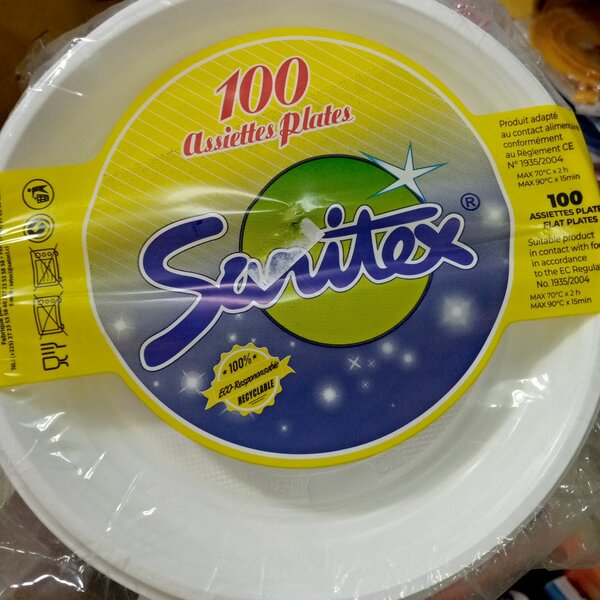 100
Assiettes Plates
Sanitex®
100%
ECO-Responsable
RECYCLABLE
Produit adapté
au contact alimentaire
conformément
au Règlement CE
N° 1935/2004
MAX 70°C x 2 h
MAX 90°C x 15min
100
ASSIETTES PLATE
FLAT PLATES
Suitable product
in contact with foo
in accordance
to the EC Regula
No. 1935/2004
MAX 70°C x 2 h
MAX 90°C x 15min